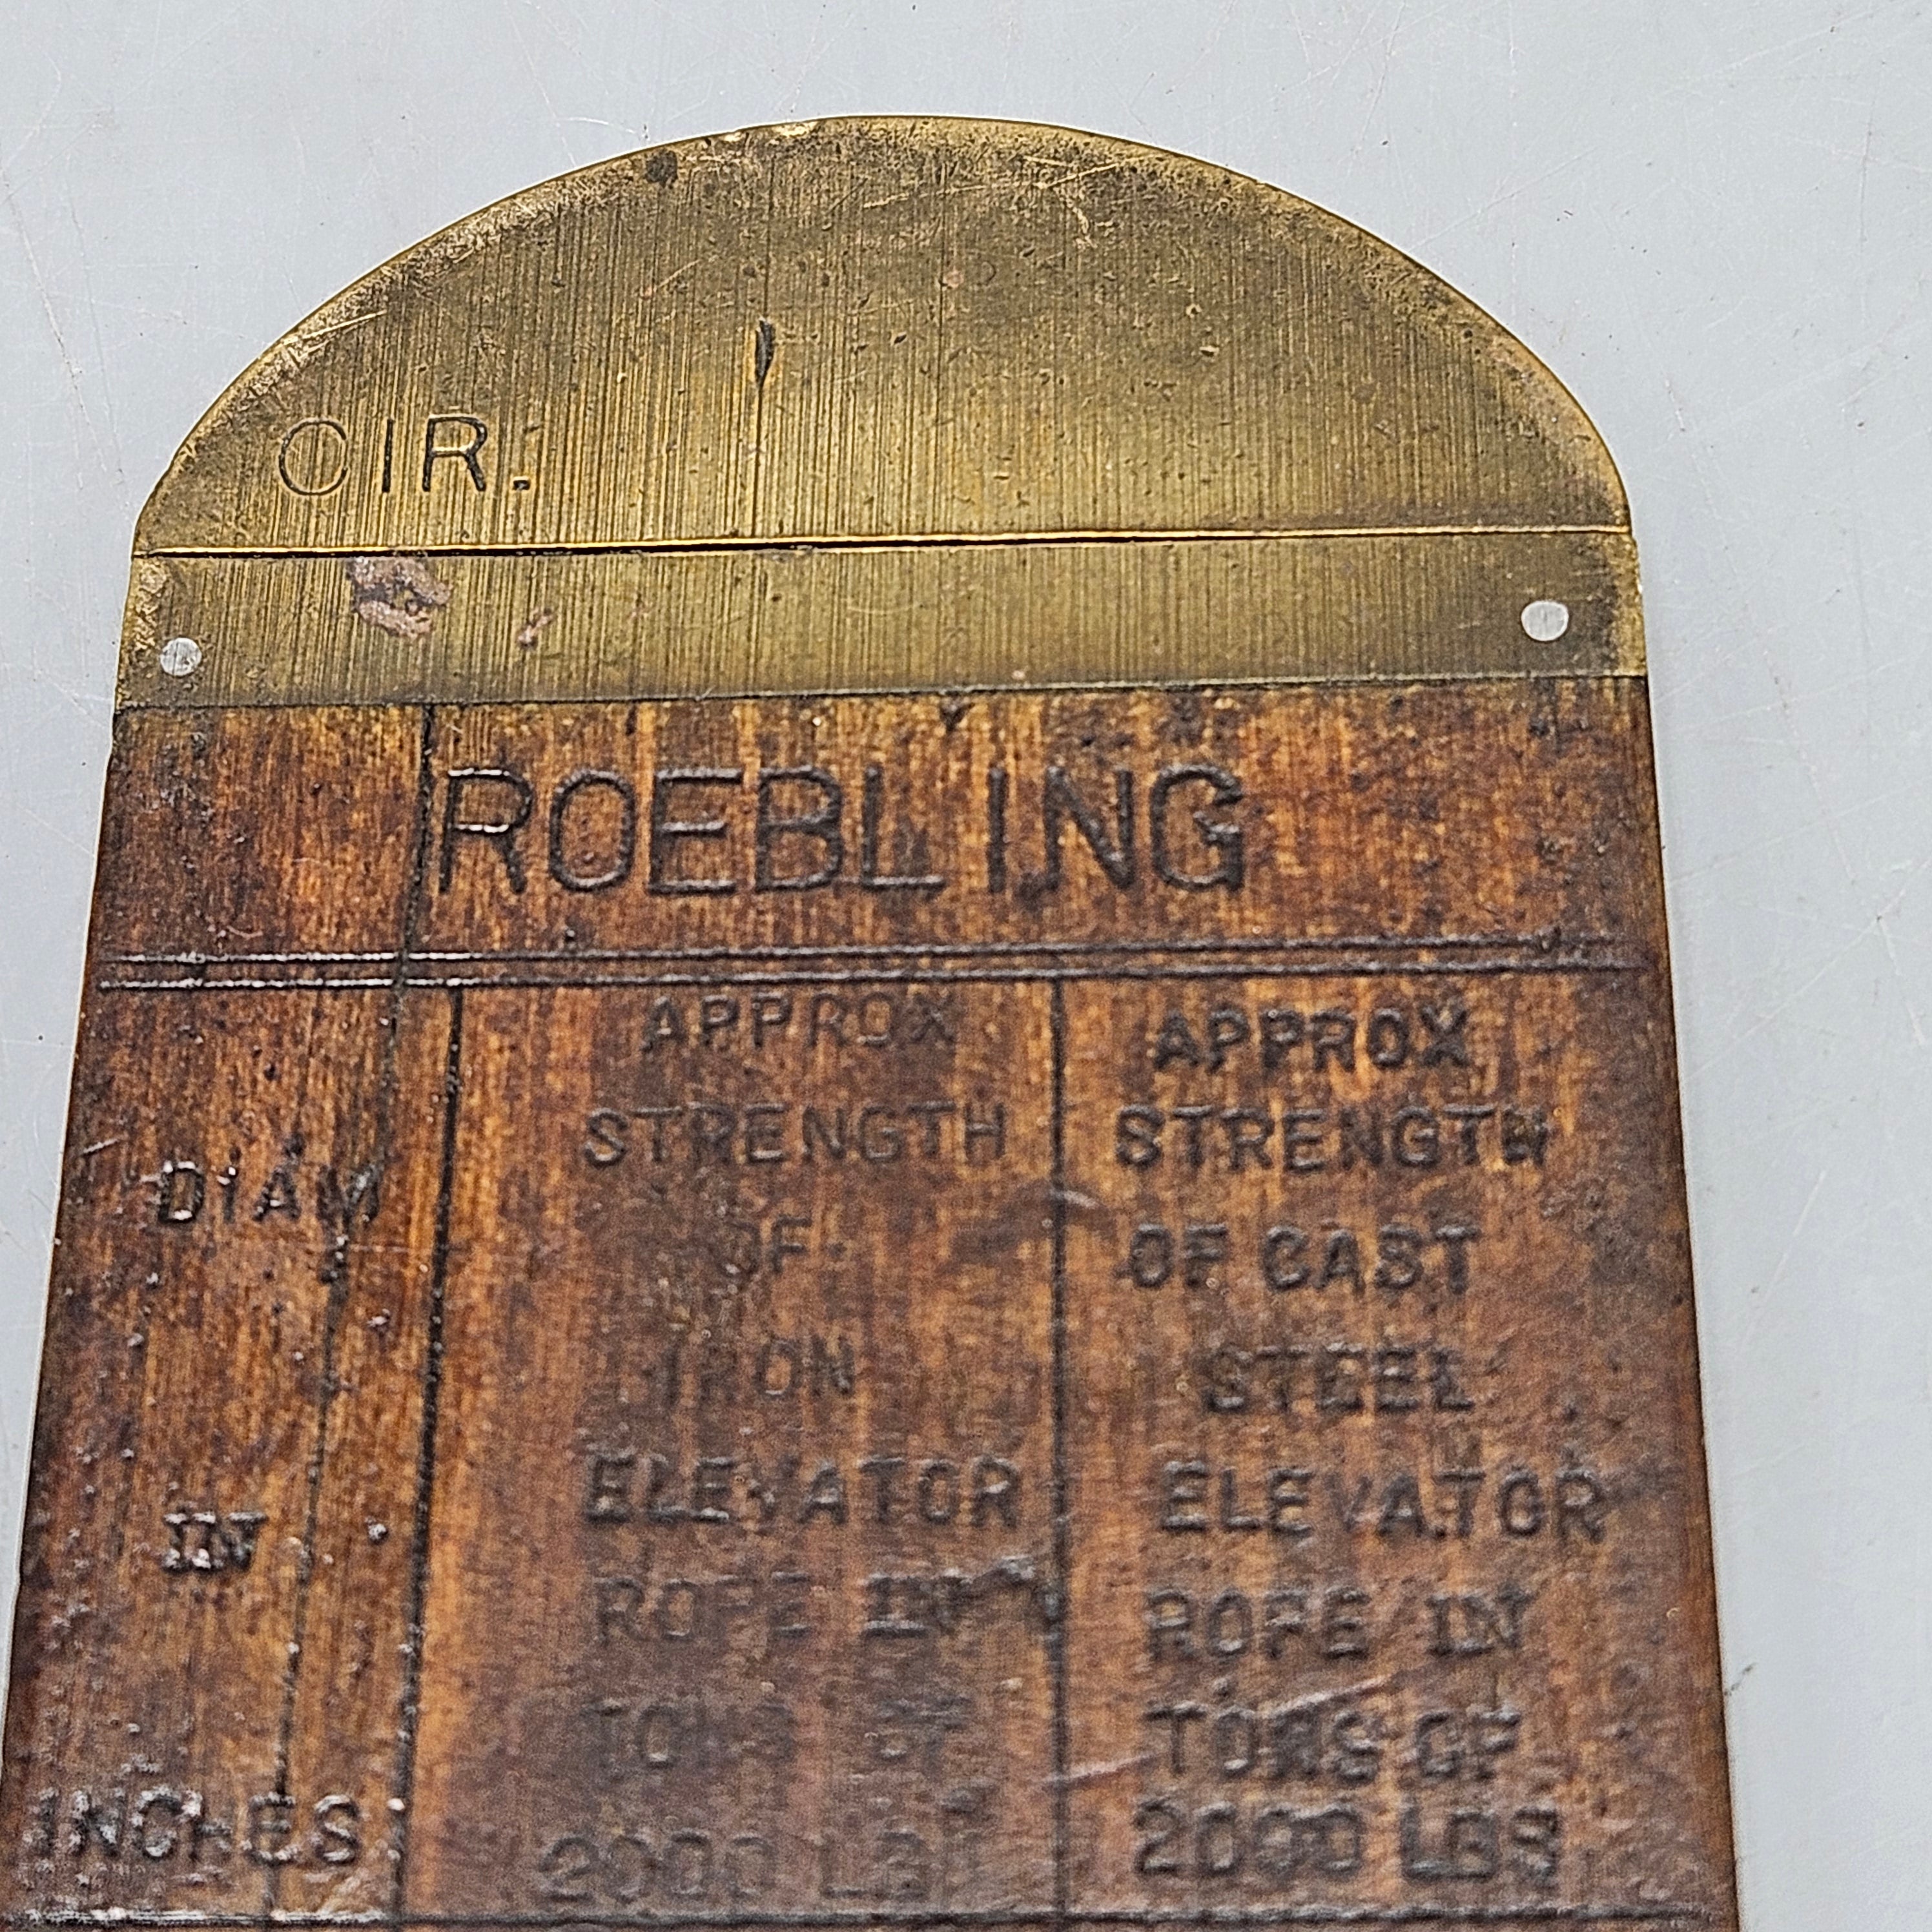 CIR.
ROEBLING
DIAM
IN
INCHES
APPROX
STRENGTH
OF
IRON
ELEVATOR
ROPE IN
TONS OF
2000 LBS
APPROX
STRENGTH
OF CAST
STEEL
ELEVATOR
ROPE IN
TONS OF
2000 LBS